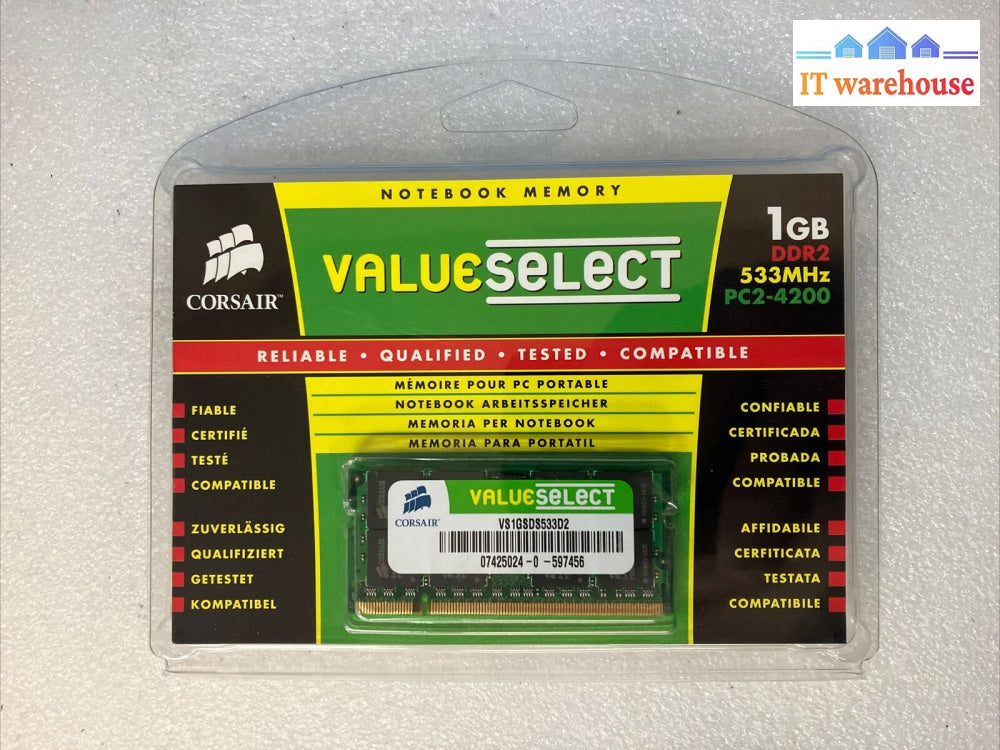 IT warehouse
NOTEBOOK MEMORY
CORSAIR™
VALUESELECT
1GB
DDR2
533MHz
PC2-4200
RELIABLE • QUALIFIED • TESTED • COMPATIBLE
MÉMOIRE POUR PC PORTABLE
NOTEBOOK ARBEITSSPEICHER
MEMORIA PER NOTEBOOK
MEMORIA PARA PORTATIL
FIABLE
CERTIFIÉ
TESTÉ
COMPATIBLE
ZUVERLÄSSIG
QUALIFIZIERT
GETESTET
KOMPATIBEL
CONFIABLE
CERTIFICADA
PROBADA
COMPATIBLE
AFFIDABILE
CERFITICATA
TESTATA
COMPATIBILE
CORSAIR
VALUESELECT
VS1GSDS533D2
07425024-0-597456